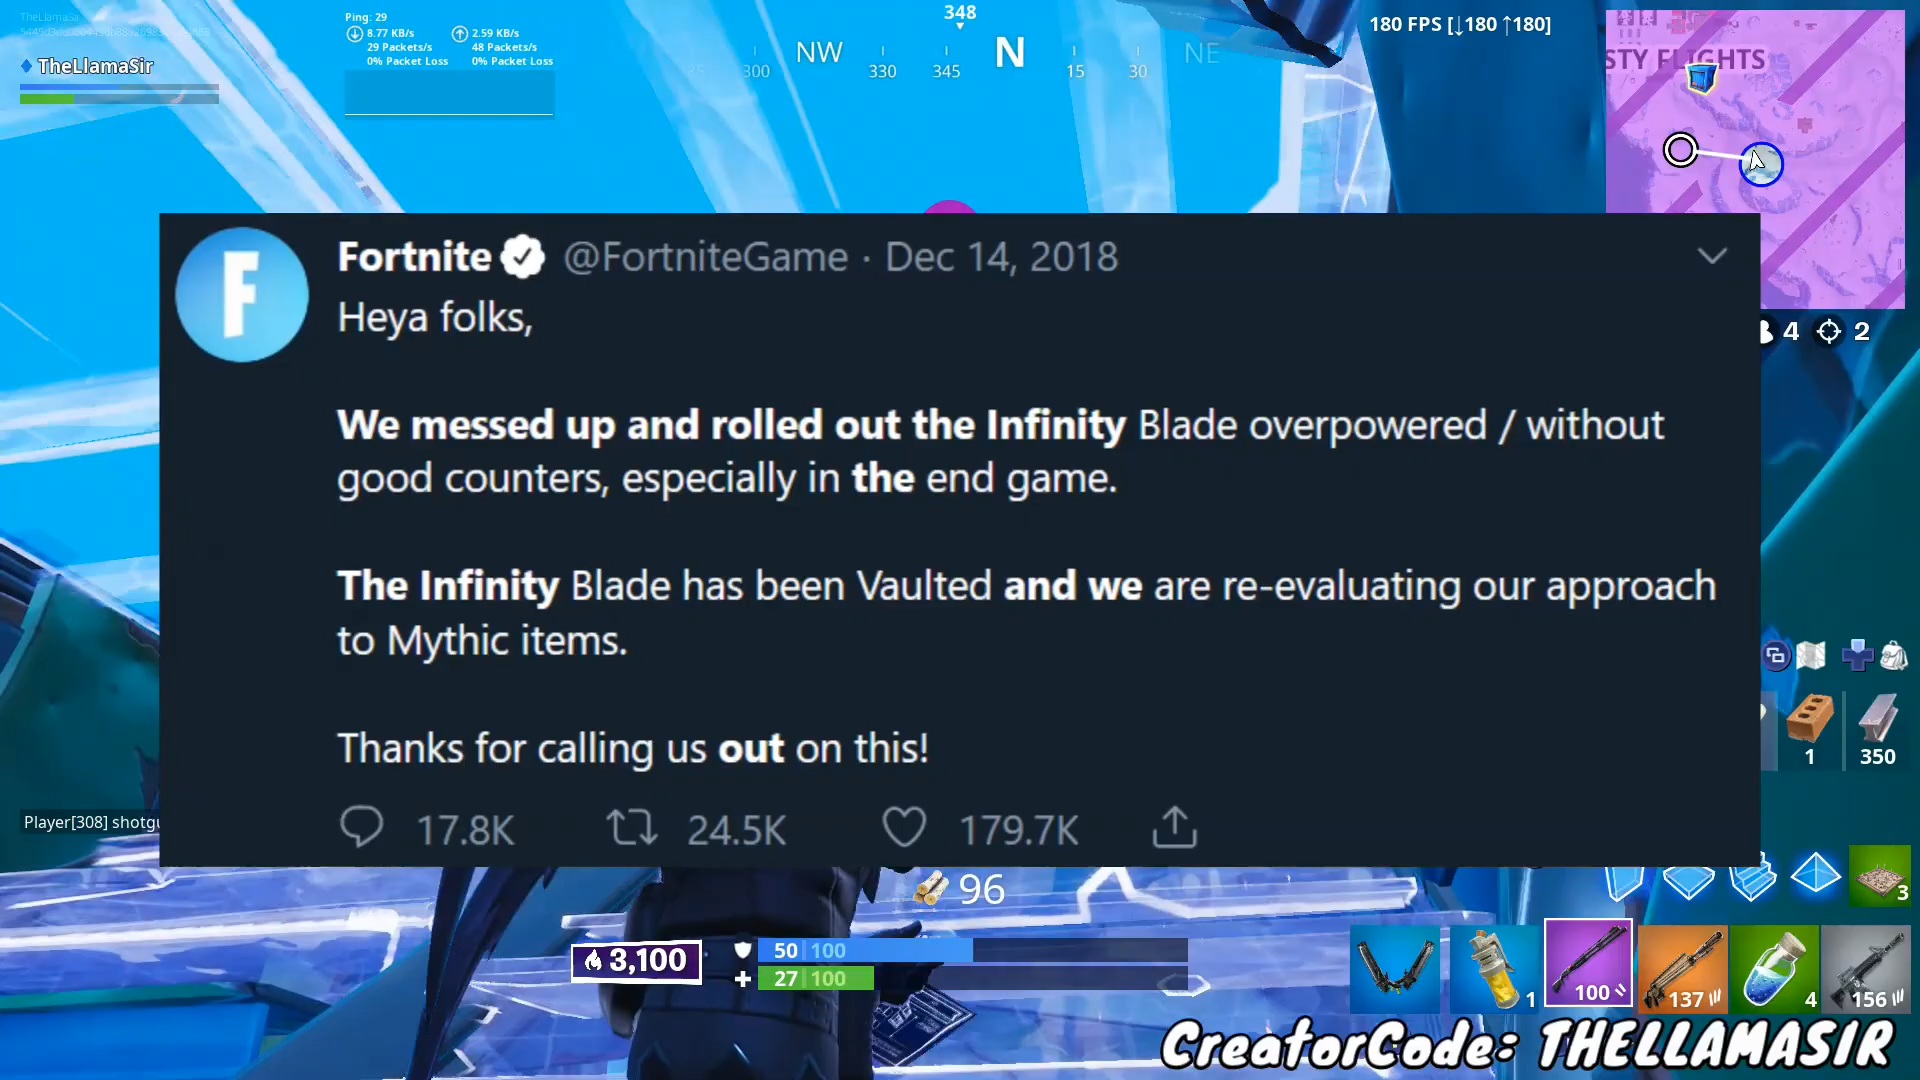 TheLlamaSir
TheLlamaSir
Ping: 29
8.77 KB/s 2.59 KB/s
29 Packets/s 48 Packets/s
0% Packet Loss 0% Packet Loss
348
300 NW 330 345 N 15 30 NE
180 FPS [↓180 ↑180]
STY FLIGHTS
4 2
Fortnite @FortniteGame · Dec 14, 2018
Heya folks,
We messed up and rolled out the Infinity Blade overpowered / without
good counters, especially in the end game.
The Infinity Blade has been Vaulted and we are re-evaluating our approach
to Mythic items.
Thanks for calling us out on this!
17.8K 24.5K 179.7K
1 350
Player[308] shotgu
96
3
3,100
50 | 100
27 | 100
1 100 137 4 156
CreatorCode: THELLAMASIR